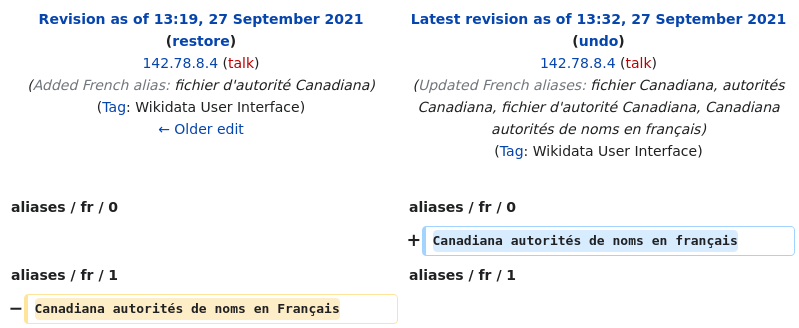 Revision as of 13:19, 27 September 2021
(restore)
142.78.8.4 (talk)
(Added French alias: fichier d'autorité Canadiana)
(Tag: Wikidata User Interface)
← Older edit
Latest revision as of 13:32, 27 September 2021
(undo)
142.78.8.4 (talk)
(Updated French aliases: fichier Canadiana, autorités
Canadiana, fichier d'autorité Canadiana, Canadiana
autorités de noms en français)
(Tag: Wikidata User Interface)
aliases / fr / 0
aliases / fr / 0
+ Canadiana autorités de noms en français
aliases / fr / 1
aliases / fr / 1
− Canadiana autorités de noms en Français